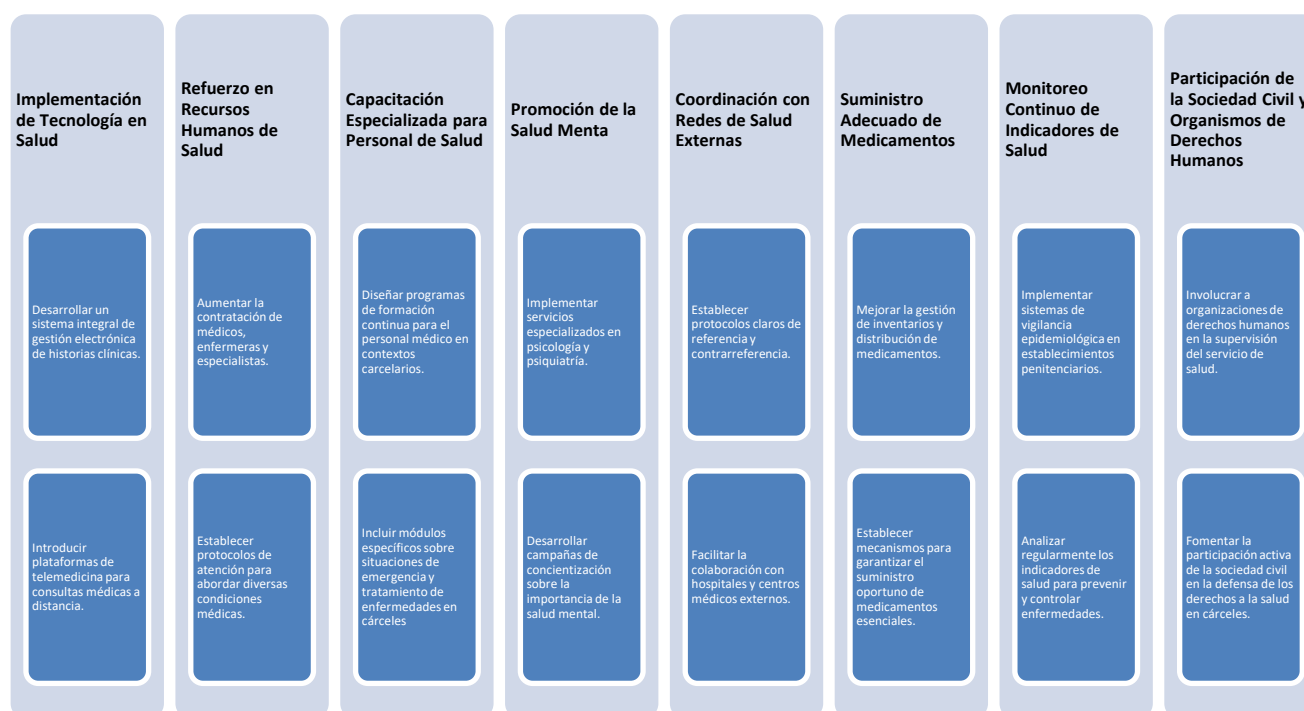 Implementación
de Tecnología en
Salud
Refuerzo en
Recursos
Humanos de
Salud
Capacitación
Especializada para
Personal de Salud
Promoción de la
Salud Menta
Coordinación con
Redes de Salud
Externas
Suministro
Adecuado de
Medicamentos
Monitoreo
Continuo de
Indicadores de
Salud
Participación de
la Sociedad Civil y
Organismos de
Derechos
Humanos
Desarrollar un
sistema integral de
gestión electrónica
de historias clínicas.
Aumentar la
contratación de
médicos,
enfermeras y
especialistas.
Diseñar programas
de formación
continua para el
personal médico en
contextos
carcelarios.
Implementar
servicios
especializados en
psicología y
psiquiatría.
Establecer
protocolos claros de
referencia y
contrarreferencia.
Mejorar la gestión
de inventarios y
distribución de
medicamentos.
Implementar
sistemas de
vigilancia
epidemiológica en
establecimientos
penitenciarios.
Involucrar a
organizaciones de
derechos humanos
en la supervisión
del servicio de
salud.
Introducir
plataformas de
telemedicina para
consultas médicas a
distancia.
Establecer
protocolos de
atención para
abordar diversas
condiciones
médicas.
Incluir módulos
específicos sobre
situaciones de
emergencia y
tratamiento de
enfermedades en
cárceles
Desarrollar
campañas de
concientización
sobre la
importancia de la
salud mental.
Facilitar la
colaboración con
hospitales y centros
médicos externos.
Establecer
mecanismos para
garantizar el
suministro
oportuno de
medicamentos
esenciales.
Analizar
regularmente los
indicadores de
salud para prevenir
y controlar
enfermedades.
Fomentar la
participación activa
de la sociedad civil
en la defensa de los
derechos a la salud
en cárceles.